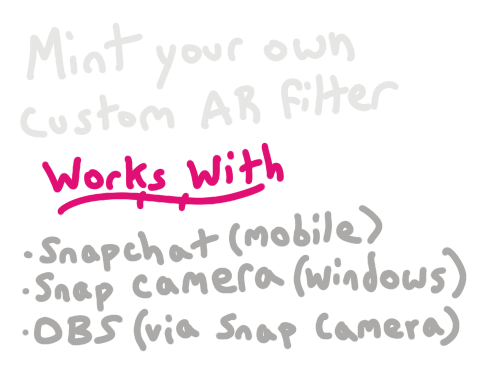 Mint your own
custom AR filter
Works With
·Snapchat (mobile)
·Snap camera (windows)
·OBS (via Snap Camera)